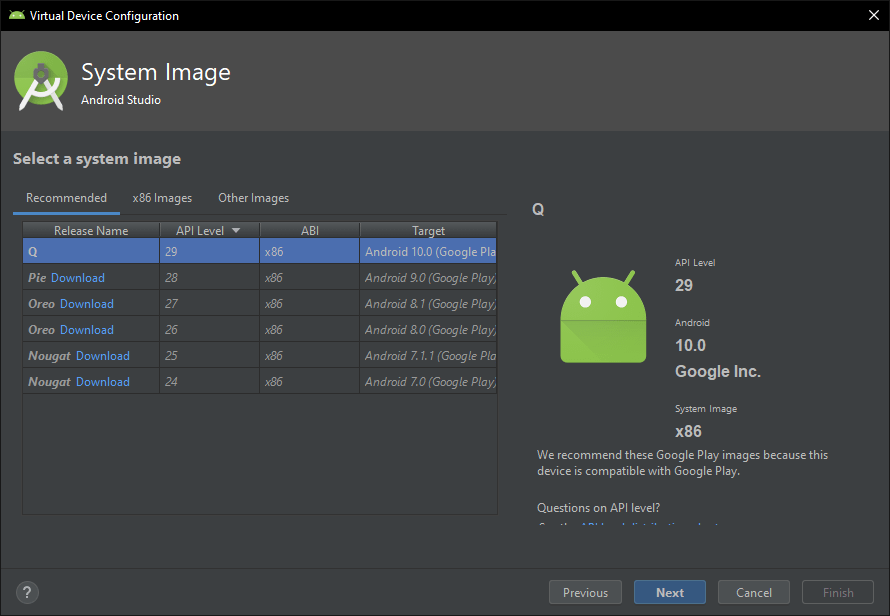 Virtual Device Configuration
System Image
Android Studio
Select a system image
Recommended x86 Images Other Images
Release Name API Level ABI Target
Q 29 x86 Android 10.0 (Google Pla
Pie Download 28 x86 Android 9.0 (Google Play)
Oreo Download 27 x86 Android 8.1 (Google Play)
Oreo Download 26 x86 Android 8.0 (Google Play)
Nougat Download 25 x86 Android 7.1.1 (Google Pla
Nougat Download 24 x86 Android 7.0 (Google Play)
Q
API Level
29
Android
10.0
Google Inc.
System Image
x86
We recommend these Google Play images because this
device is compatible with Google Play.
Questions on API level?
? Previous Next Cancel Finish